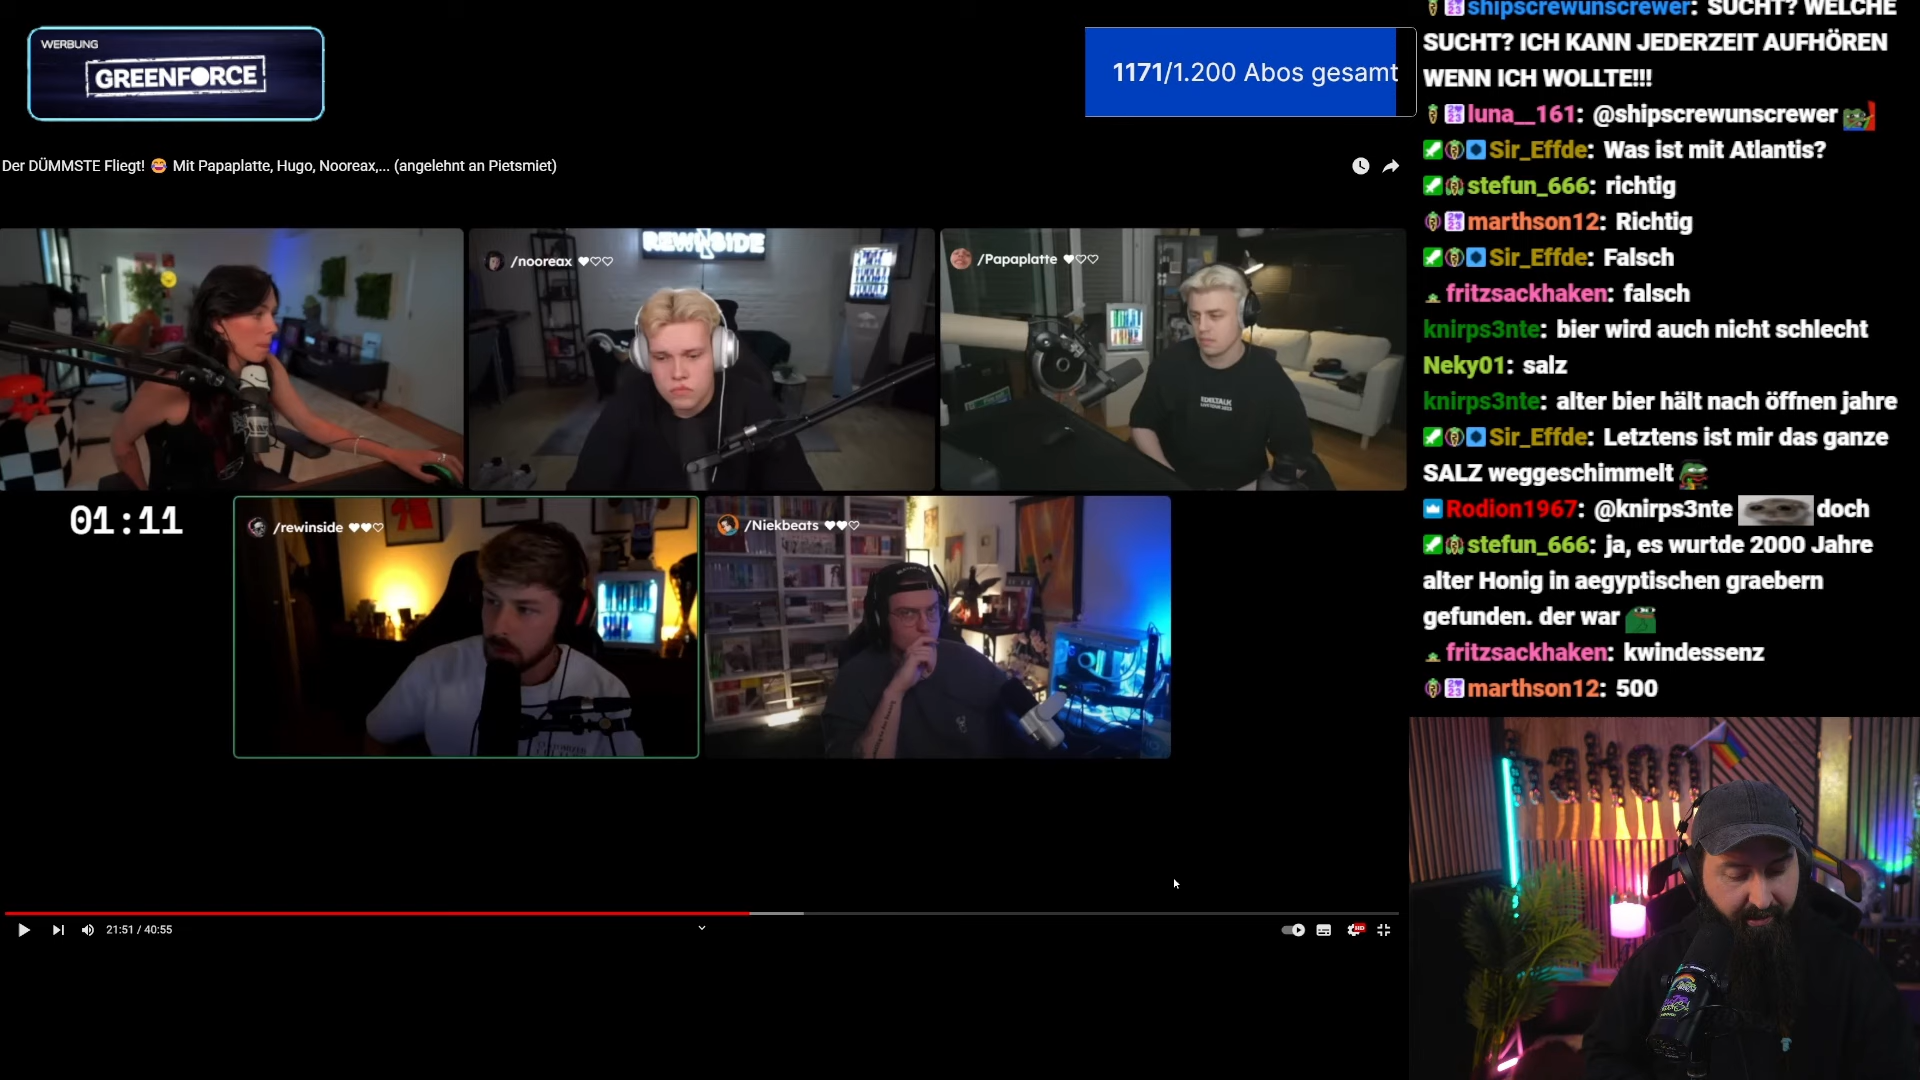 WERBUNG
GREENFORCE
1171/1.200 Abos gesamt
Der DÜMMSTE Fliegt! 😂 Mit Papaplatte, Hugo, Nooreax,... (angelehnt an Pietsmiet)
REWINSIDE
/nooreax
/Papaplatte
01:11
/rewinside
/Niekbeats
21:51 / 40:55
HD
shipscrewunscrewer: SUCHT? WELCHE
SUCHT? ICH KANN JEDERZEIT AUFHÖREN
WENN ICH WOLLTE!!!
luna__161: @shipscrewunscrewer
Sir_Effde: Was ist mit Atlantis?
stefun_666: richtig
marthson12: Richtig
Sir_Effde: Falsch
fritzsackhaken: falsch
knirps3nte: bier wird auch nicht schlecht
Neky01: salz
knirps3nte: alter bier hält nach öffnen jahre
Sir_Effde: Letztens ist mir das ganze
SALZ weggeschimmelt
Rodion1967: @knirps3nte doch
stefun_666: ja, es wurtde 2000 Jahre
alter Honig in aegyptischen graebern
gefunden. der war
fritzsackhaken: kwindessenz
marthson12: 500